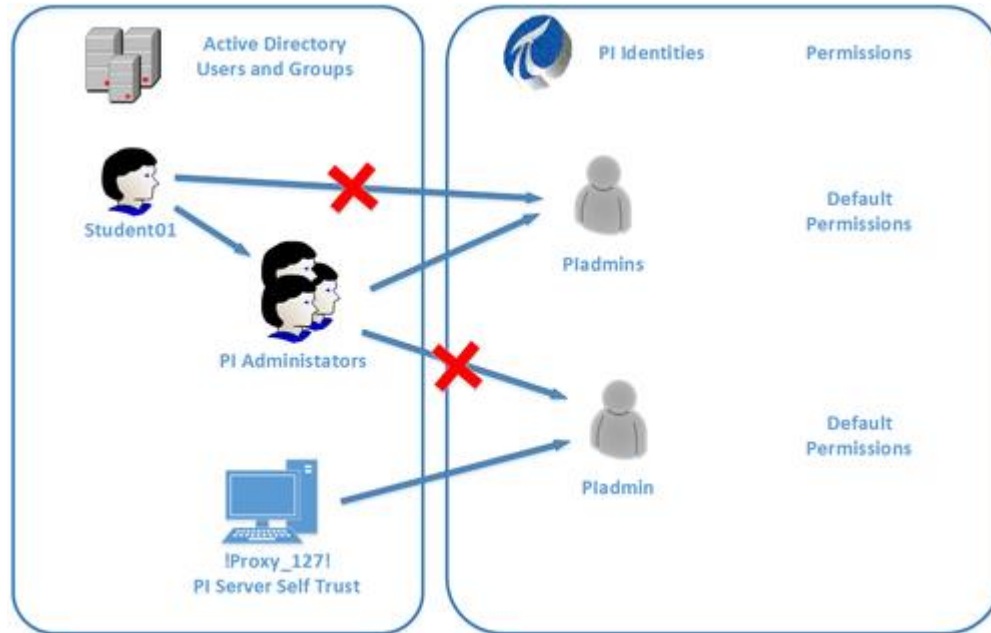 Active Directory
Users and Groups
PI Identities
Permissions
Student01
PIadmins
Default
Permissions
PI Administators
PIadmin
Default
Permissions
!Proxy_127!
PI Server Self Trust